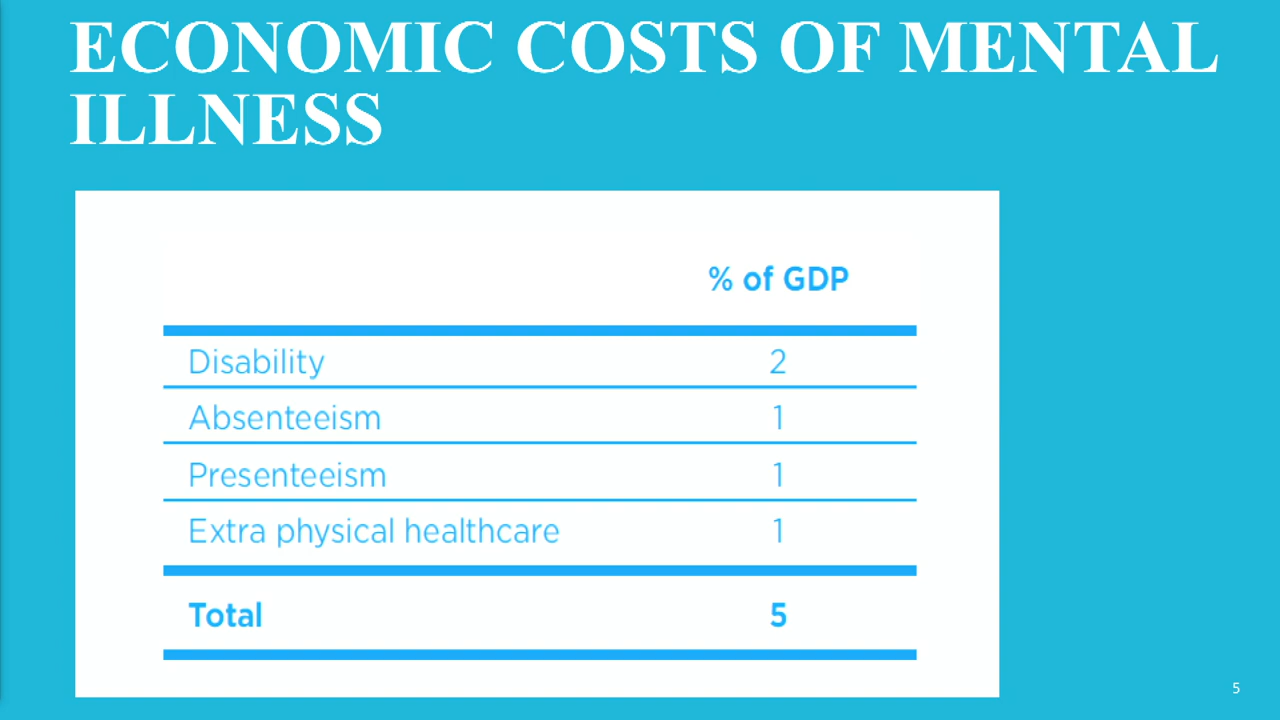 ECONOMIC COSTS OF MENTAL
ILLNESS
% of GDP
Disability 2
Absenteeism 1
Presenteeism 1
Extra physical healthcare 1
Total 5
5